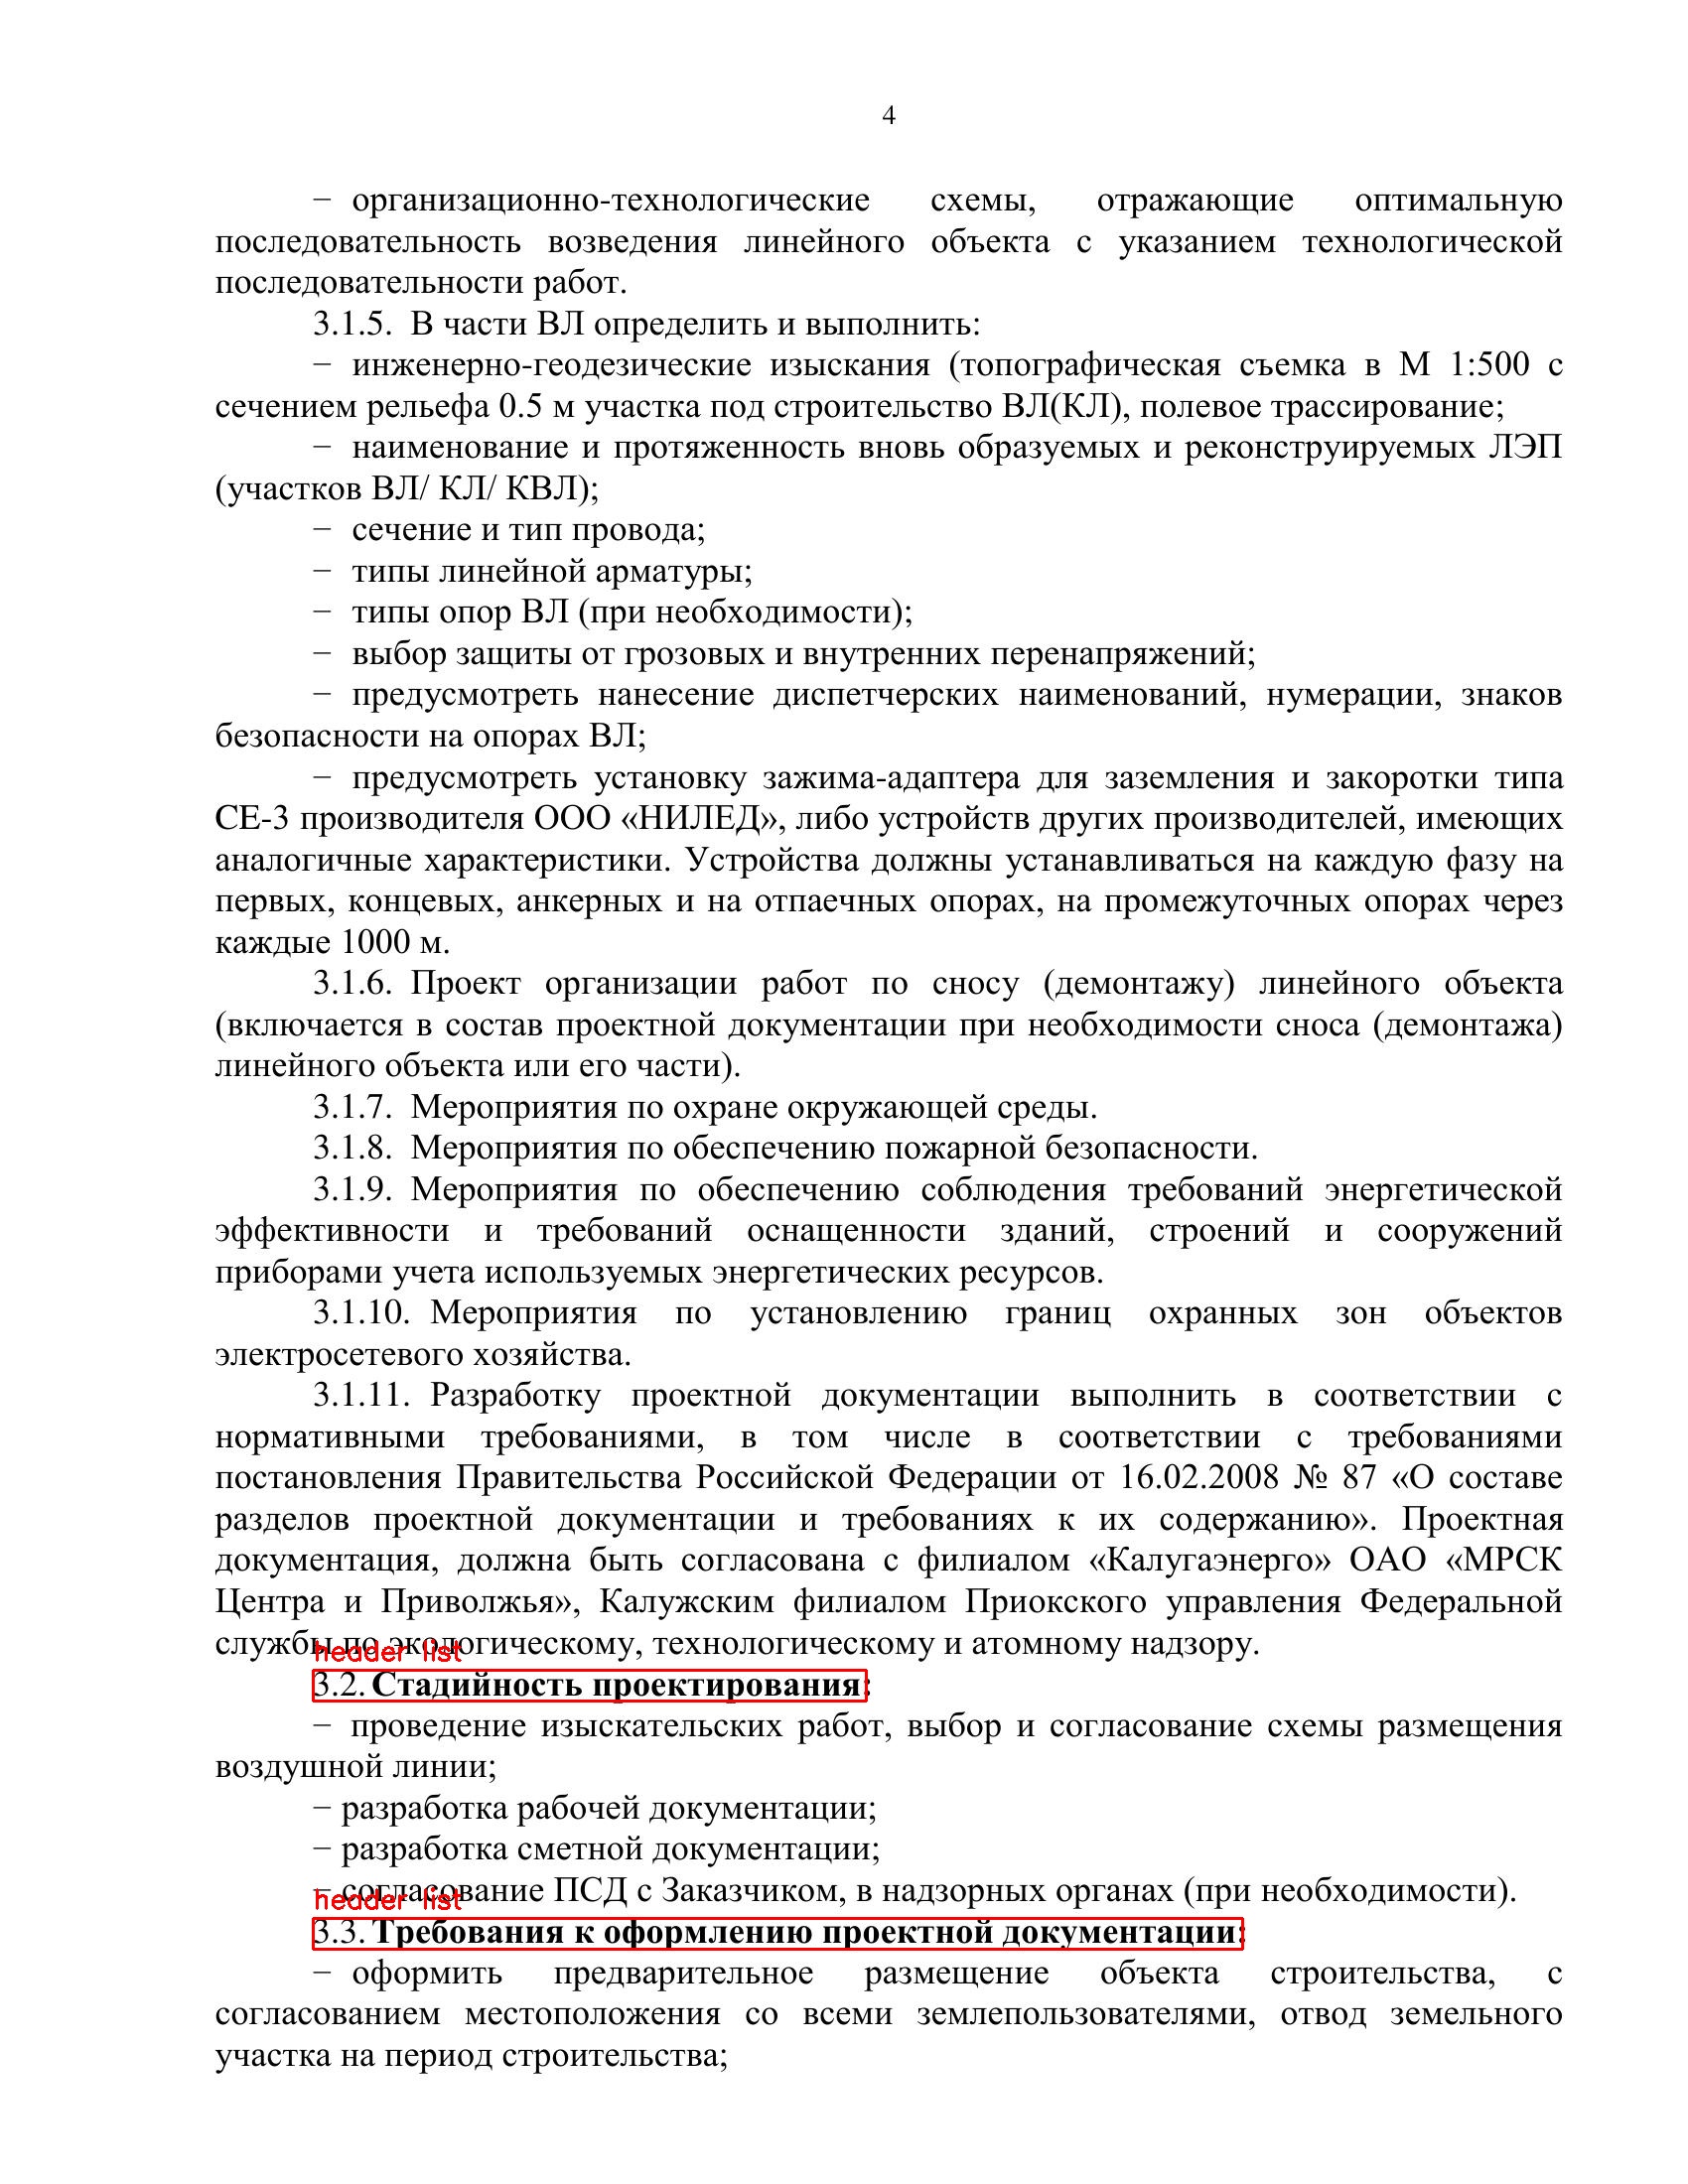 4
− организационно-технологические схемы, отражающие оптимальную
последовательность возведения линейного объекта с указанием технологической
последовательности работ.
3.1.5. В части ВЛ определить и выполнить:
− инженерно-геодезические изыскания (топографическая съемка в М 1:500 с
сечением рельефа 0.5 м участка под строительство ВЛ(КЛ), полевое трассирование;
− наименование и протяженность вновь образуемых и реконструируемых ЛЭП
(участков ВЛ/ КЛ/ КВЛ);
− сечение и тип провода;
− типы линейной арматуры;
− типы опор ВЛ (при необходимости);
− выбор защиты от грозовых и внутренних перенапряжений;
− предусмотреть нанесение диспетчерских наименований, нумерации, знаков
безопасности на опорах ВЛ;
− предусмотреть установку зажима-адаптера для заземления и закоротки типа
СЕ-3 производителя ООО «НИЛЕД», либо устройств других производителей, имеющих
аналогичные характеристики. Устройства должны устанавливаться на каждую фазу на
первых, концевых, анкерных и на отпаечных опорах, на промежуточных опорах через
каждые 1000 м.
3.1.6. Проект организации работ по сносу (демонтажу) линейного объекта
(включается в состав проектной документации при необходимости сноса (демонтажа)
линейного объекта или его части).
3.1.7. Мероприятия по охране окружающей среды.
3.1.8. Мероприятия по обеспечению пожарной безопасности.
3.1.9. Мероприятия по обеспечению соблюдения требований энергетической
эффективности и требований оснащенности зданий, строений и сооружений
приборами учета используемых энергетических ресурсов.
3.1.10. Мероприятия по установлению границ охранных зон объектов
электросетевого хозяйства.
3.1.11. Разработку проектной документации выполнить в соответствии с
нормативными требованиями, в том числе в соответствии с требованиями
постановления Правительства Российской Федерации от 16.02.2008 № 87 «О составе
разделов проектной документации и требованиях к их содержанию». Проектная
документация, должна быть согласована с филиалом «Калугаэнерго» ОАО «МРСК
Центра и Приволжья», Калужским филиалом Приокского управления Федеральной
службы по экологическому, технологическому и атомному надзору.
header list
3.2. Стадийность проектирования:
− проведение изыскательских работ, выбор и согласование схемы размещения
воздушной линии;
− разработка рабочей документации;
− разработка сметной документации;
− согласование ПСД с Заказчиком, в надзорных органах (при необходимости).
header list
3.3. Требования к оформлению проектной документации:
− оформить предварительное размещение объекта строительства, с
согласованием местоположения со всеми землепользователями, отвод земельного
участка на период строительства;